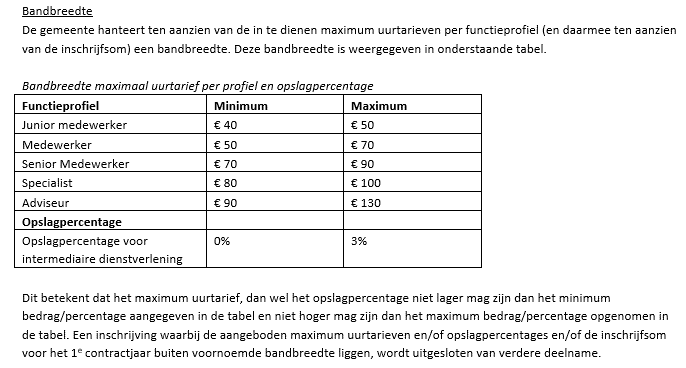 Bandbreedte
De gemeente hanteert ten aanzien van de in te dienen maximum uurtarieven per functieprofiel (en daarmee ten aanzien
van de inschrijfsom) een bandbreedte. Deze bandbreedte is weergegeven in onderstaande tabel.
Bandbreedte maximaal uurtarief per profiel en opslagpercentage
Functieprofiel Minimum Maximum
Junior medewerker € 40 € 50
Medewerker € 50 € 70
Senior Medewerker € 70 € 90
Specialist € 80 € 100
Adviseur € 90 € 130
Opslagpercentage
Opslagpercentage voor 0% 3%
intermediaire dienstverlening
Dit betekent dat het maximum uurtarief, dan wel het opslagpercentage niet lager mag zijn dan het minimum
bedrag/percentage aangegeven in de tabel en niet hoger mag zijn dan het maximum bedrag/percentage opgenomen in
de tabel. Een inschrijving waarbij de aangeboden maximum uurtarieven en/of opslagpercentages en/of de inschrijfsom
voor het 1e contractjaar buiten voornoemde bandbreedte liggen, wordt uitgesloten van verdere deelname.